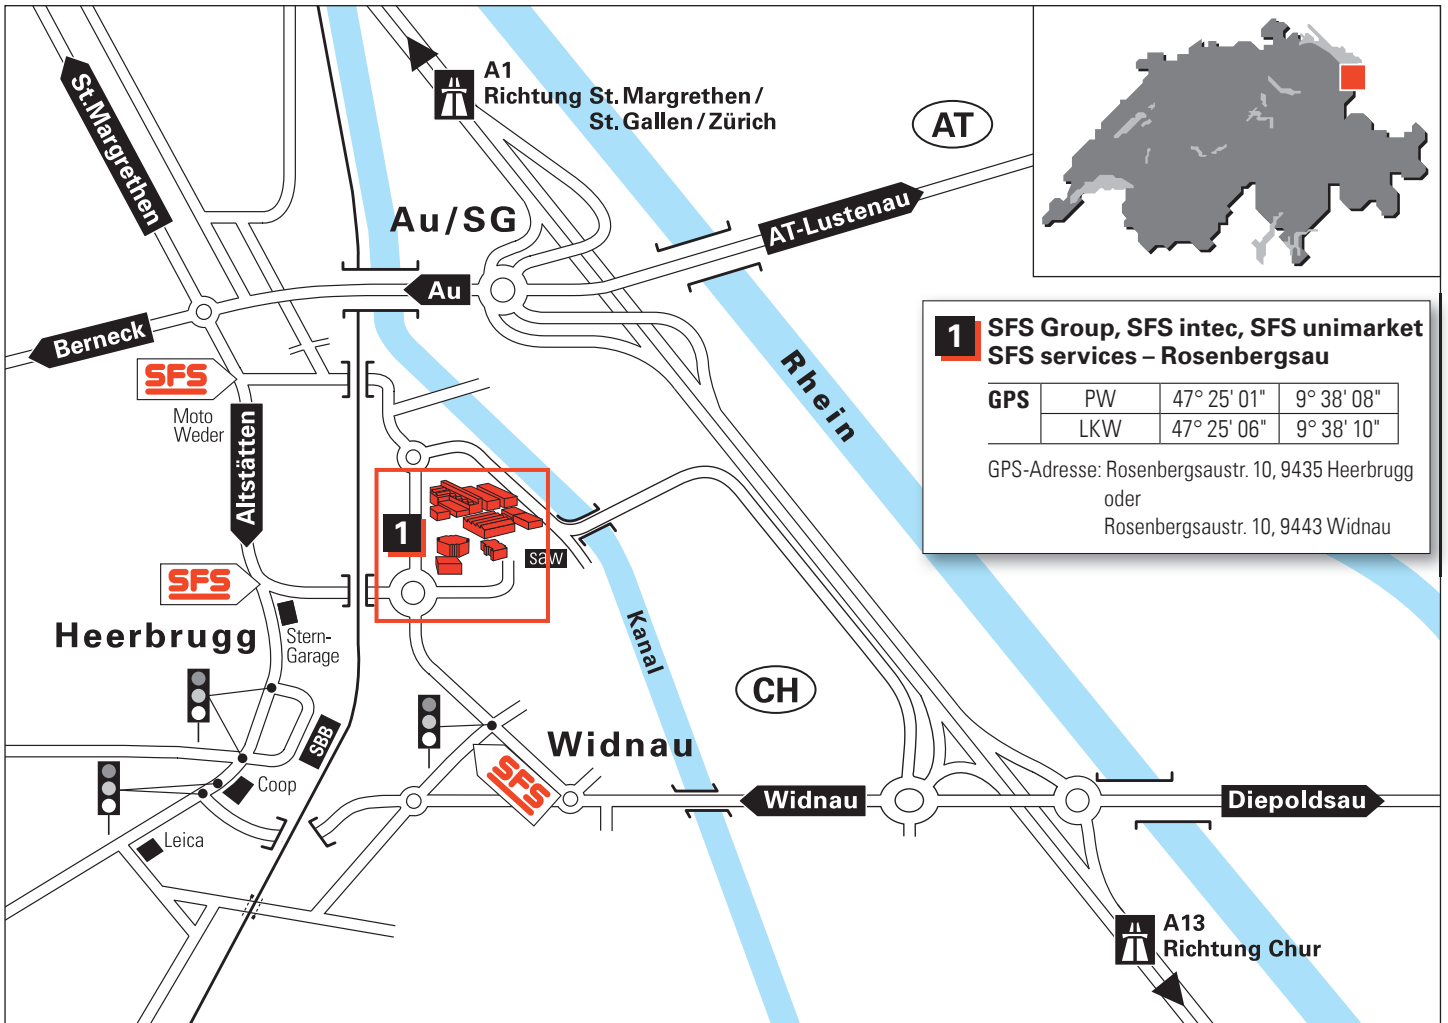 A1
Richtung St. Margrethen /
St. Gallen / Zürich
AT
St. Margrethen
Au/SG
AT-Lustenau
Au
Berneck
SFS
Moto
Weder
Altstätten
Rhein
1 SFS Group, SFS intec, SFS unimarket
SFS services – Rosenbergsau
GPS PW 47° 25' 01" 9° 38' 08"
LKW 47° 25' 06" 9° 38' 10"
GPS-Adresse: Rosenbergsaustr. 10, 9435 Heerbrugg
oder
Rosenbergsaustr. 10, 9443 Widnau
1
saw
SFS
Heerbrugg
Stern-
Garage
Kanal
CH
SBB
Widnau
SFS
Coop
Widnau
Diepoldsau
Leica
A13
Richtung Chur